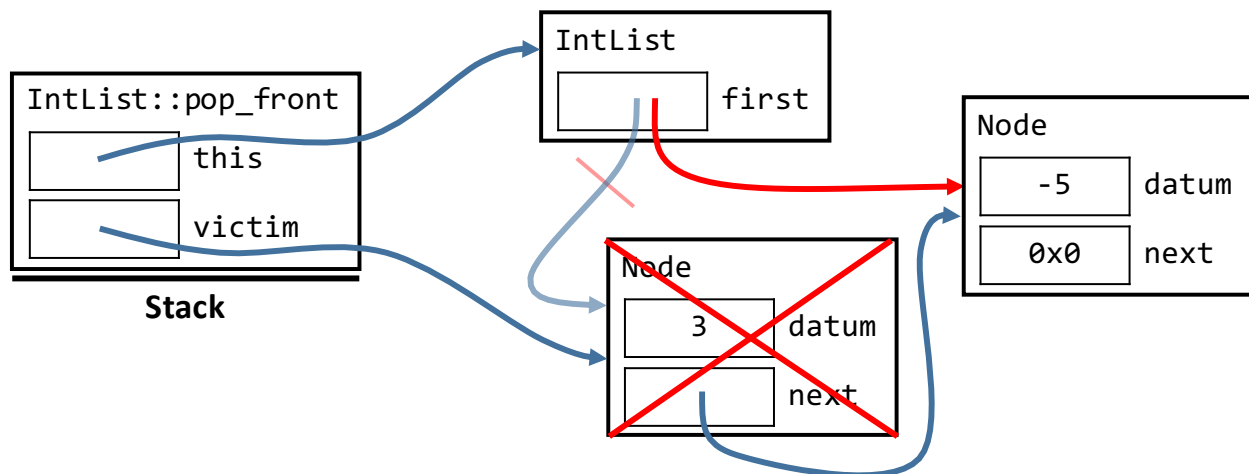 IntList::pop_front
this
victim
Stack
IntList
first
Node
3 datum
next
Node
-5 datum
0x0 next